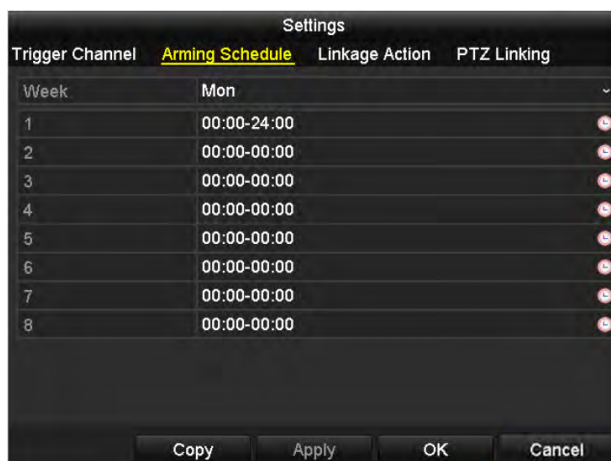 Settings
Trigger Channel Arming Schedule Linkage Action PTZ Linking
Week Mon
1 00:00-24:00
2 00:00-00:00
3 00:00-00:00
4 00:00-00:00
5 00:00-00:00
6 00:00-00:00
7 00:00-00:00
8 00:00-00:00
Copy Apply OK Cancel